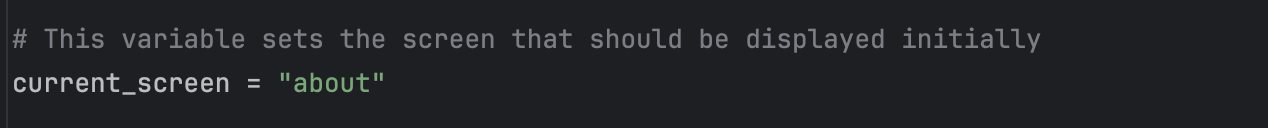 # This variable sets the screen that should be displayed initially
current_screen = "about"